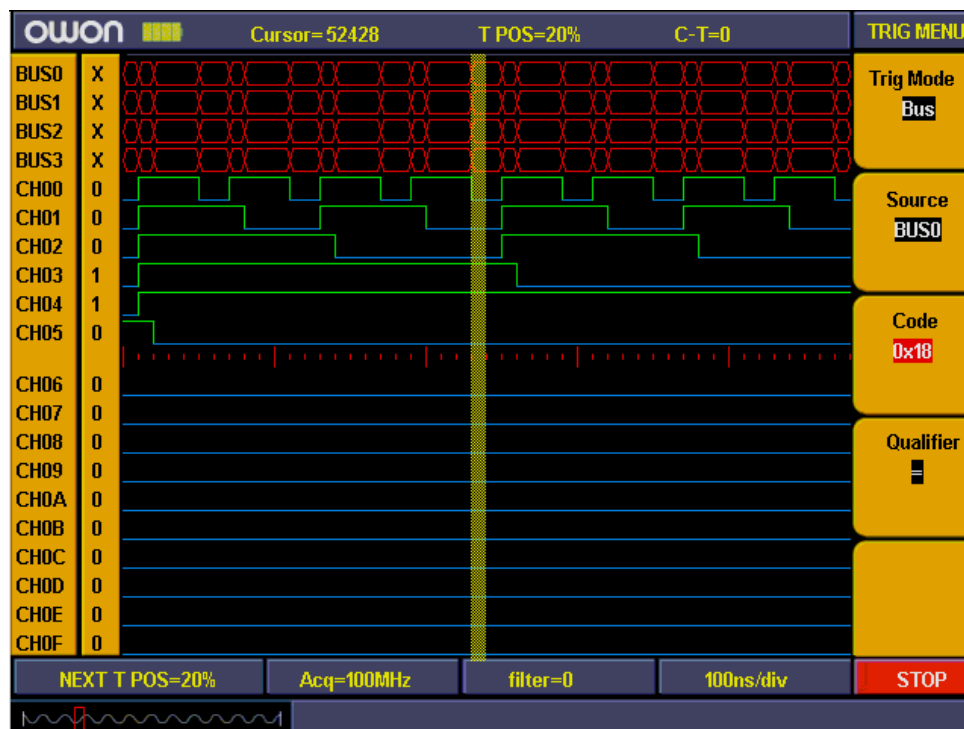 owon Cursor=52428 T POS=20% C-T=0 TRIG MENU
BUS0 X
BUS1 X
BUS2 X
BUS3 X
CH00 0
CH01 0
CH02 0
CH03 1
CH04 1
CH05 0
CH06 0
CH07 0
CH08 0
CH09 0
CH0A 0
CH0B 0
CH0C 0
CH0D 0
CH0E 0
CH0F 0
Trig Mode
Bus
Source
BUS0
Code
0x18
Qualifier
=
NEXT T POS=20% Acq=100MHz filter=0 100ns/div STOP